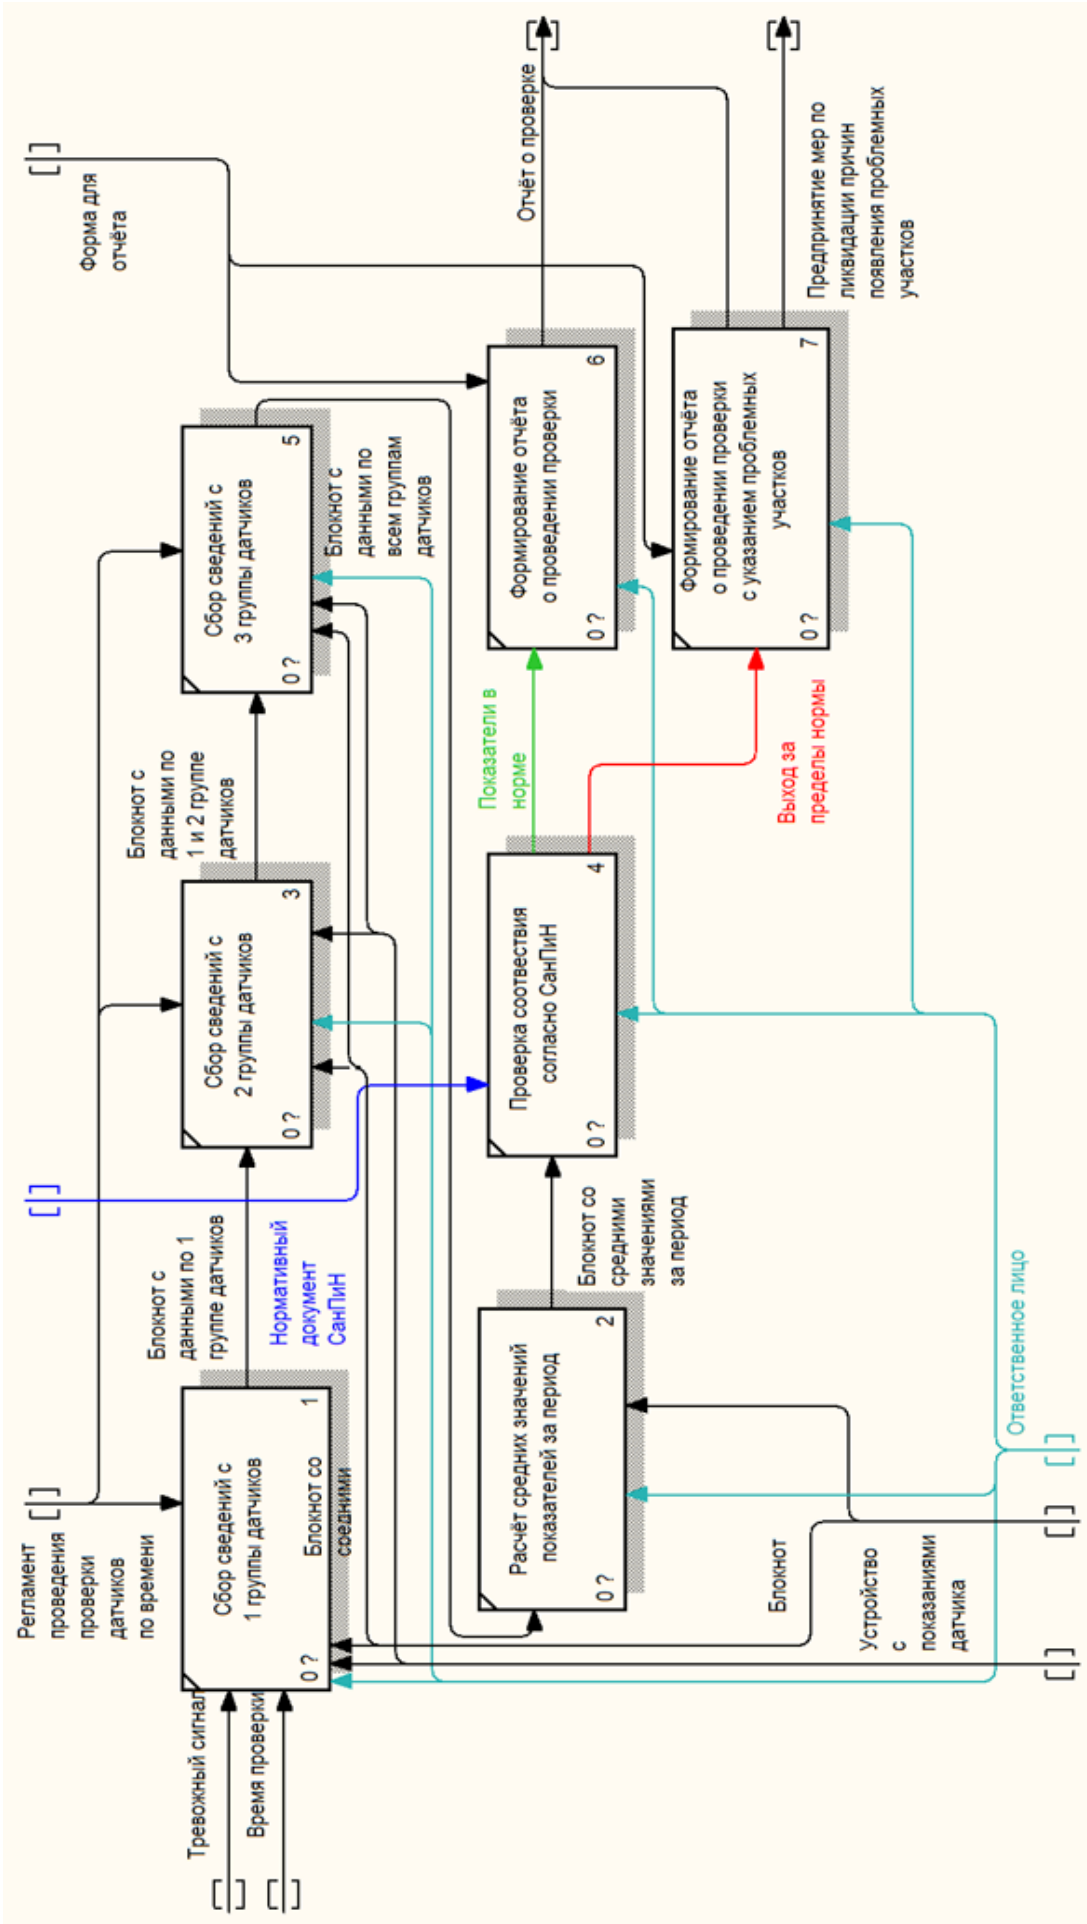 Регламент
проведения
проверки
датчиков
по времени
Форма для
отчёта
Тревожный сигнал
Время проверки
Сбор сведений с
1 группы датчиков
0 ?
1
Блокнот с
данными по 1
группе датчиков
Сбор сведений с
2 группы датчиков
0 ?
3
Блокнот с
данными по
1 и 2 группе
датчиков
Сбор сведений с
3 группы датчиков
0 ?
5
Нормативный
документ
СанПиН
Блокнот со
средними
Блокнот с
данными по
всем группам
датчиков
Расчёт средних значений
показателей за период
0 ?
2
Блокнот со
средними
значениями
за период
Проверка соотвествия
согласно СанПиН
0 ?
4
Показатели в
норме
Формирование отчёта
о проведении проверки
0 ?
6
Отчёт о проверке
Выход за
пределы нормы
Формирование отчёта
о проведении проверки
с указанием проблемных
участков
0 ?
7
Предпринятие мер по
ликвидации причин
появления проблемных
участков
Блокнот
Устройство
с
показаниями
датчика
Ответственное лицо